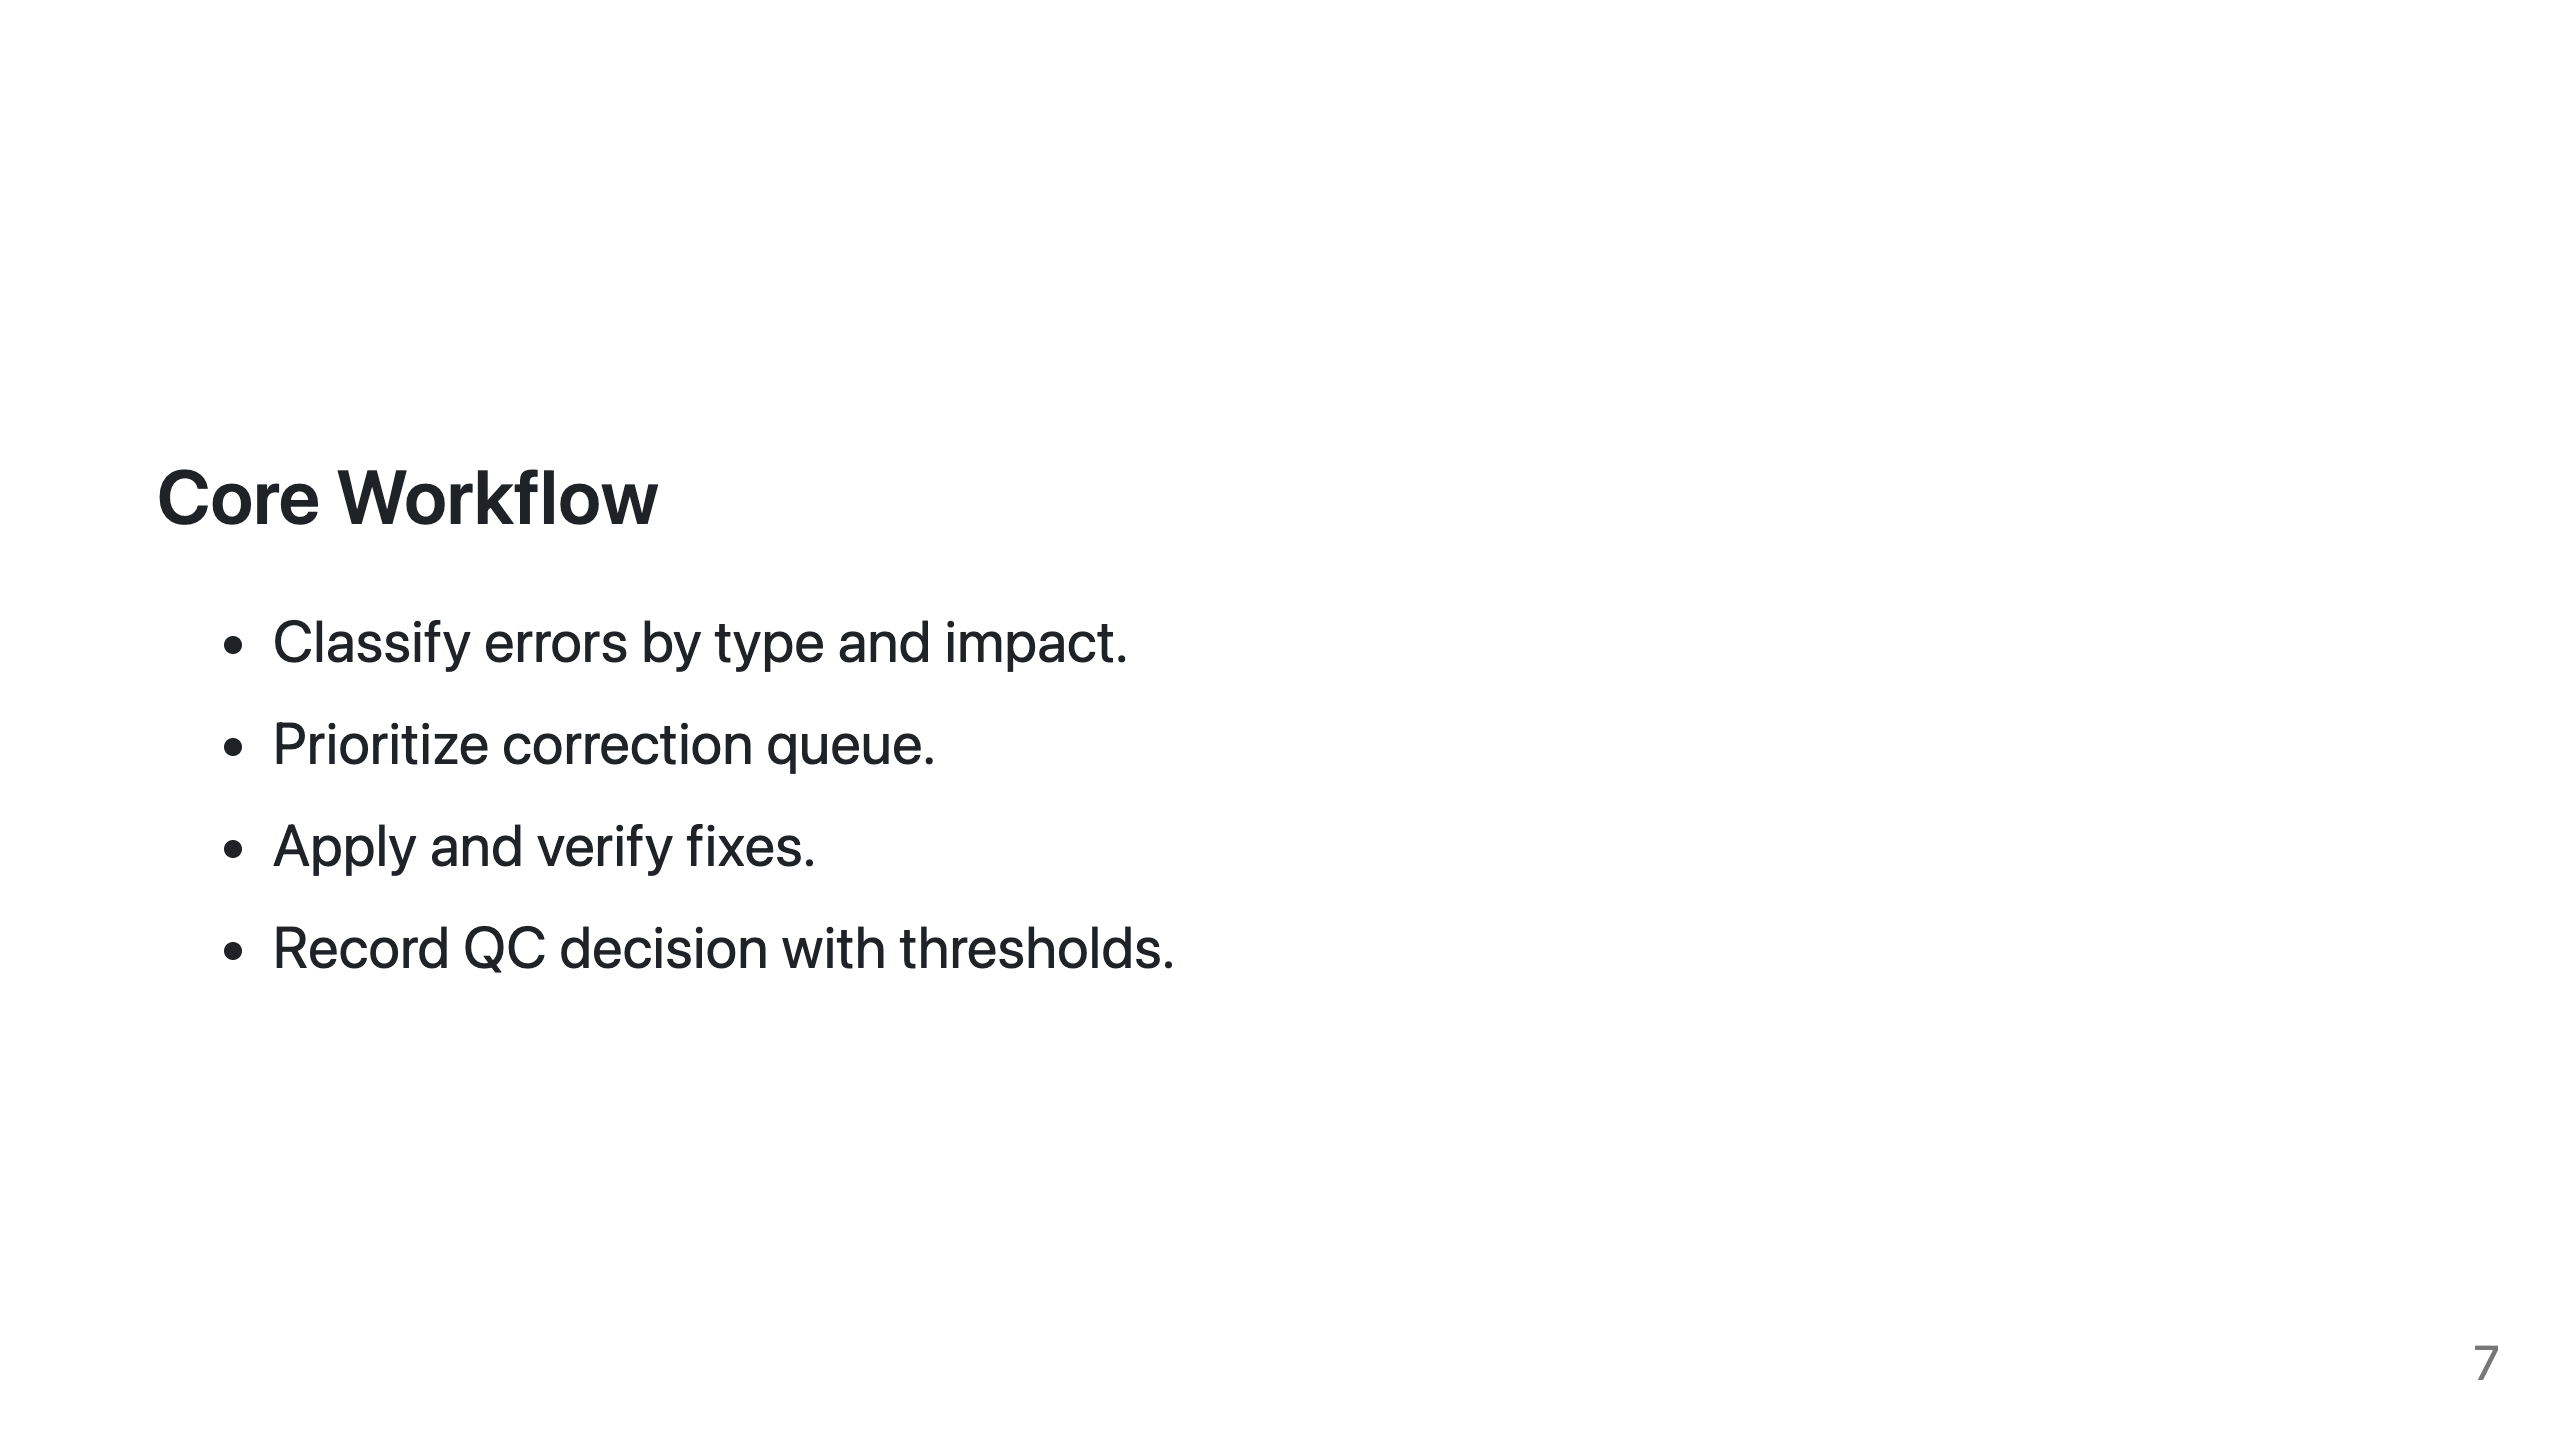 Core Workflow
Classify errors by type and impact.
Prioritize correction queue.
Apply and verify fixes.
Record QC decision with thresholds.
7